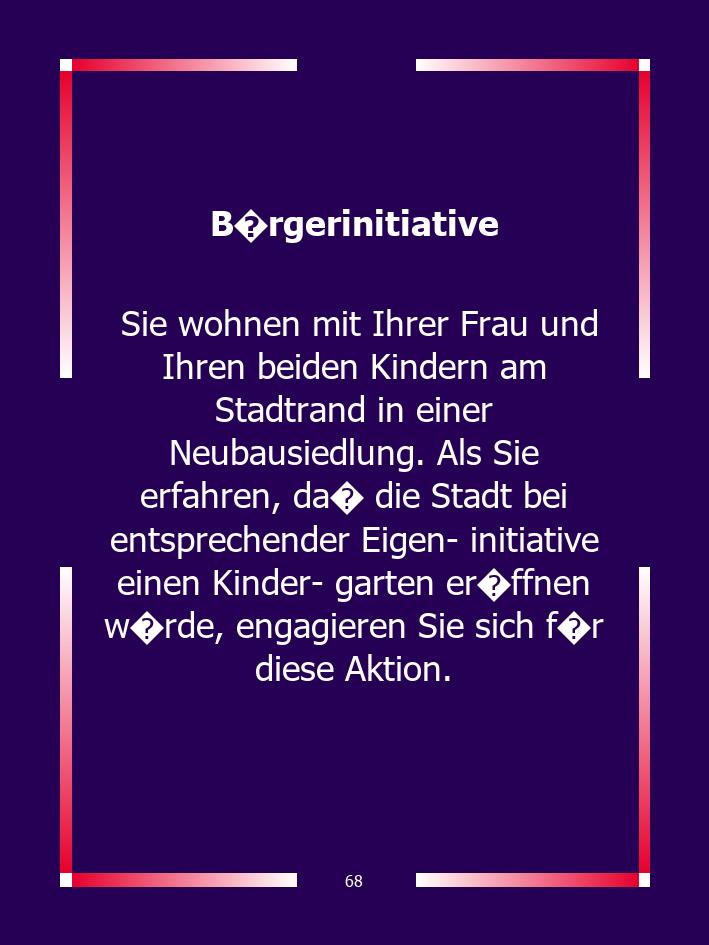 B�rgerinitiative
Sie wohnen mit Ihrer Frau und
Ihren beiden Kindern am
Stadtrand in einer
Neubausiedlung. Als Sie
erfahren, da� die Stadt bei
entsprechender Eigen- initiative
einen Kinder- garten er�ffnen
w�rde, engagieren Sie sich f�r
diese Aktion.
68